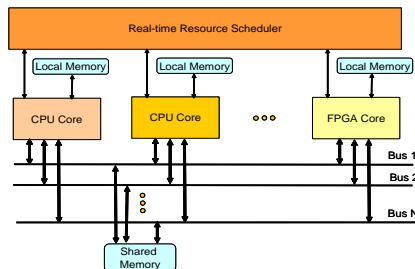 Real-time Resource Scheduler
Local Memory
Local Memory
Local Memory
CPU Core
CPU Core
FPGA Core
Bus 1
Bus 2
Bus N
Shared
Memory